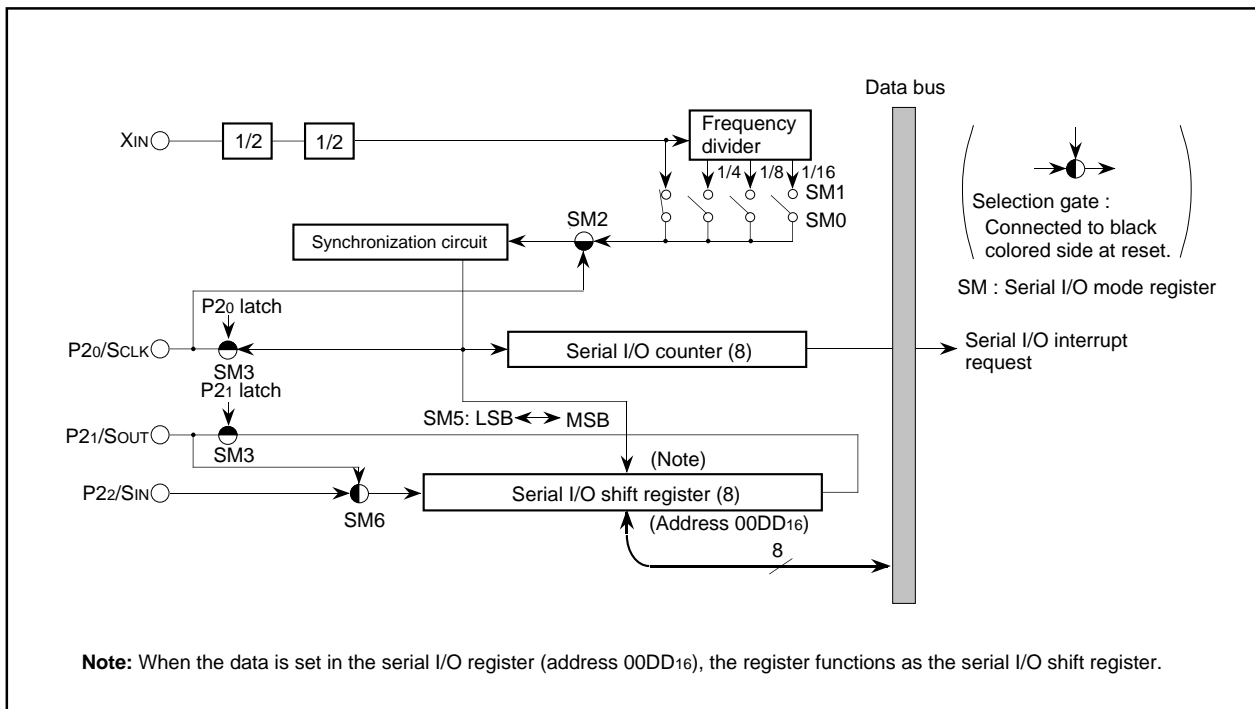 Data bus
XIN
1/2
1/2
Frequency
divider
1/4
1/8
1/16
SM1
SM0
SM2
Synchronization circuit
Selection gate :
Connected to black
colored side at reset.
SM : Serial I/O mode register
P20 latch
P20/SCLK
SM3
Serial I/O counter (8)
Serial I/O interrupt
request
P21 latch
SM5: LSB
MSB
P21/SOUT
SM3
(Note)
P22/SIN
SM6
Serial I/O shift register (8)
(Address 00DD16)
8
Note: When the data is set in the serial I/O register (address 00DD16), the register functions as the serial I/O shift register.